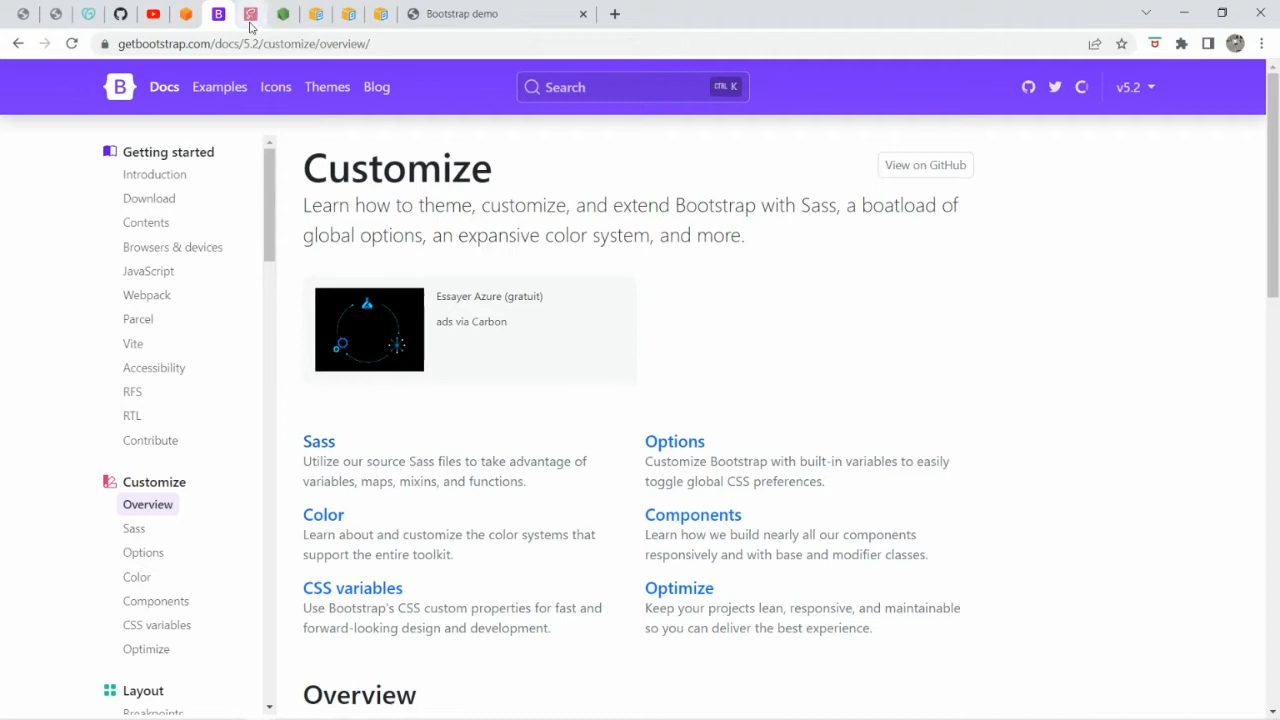 Bootstrap demo
getbootstrap.com/docs/5.2/customize/overview/
B Docs Examples Icons Themes Blog Search CTRL K v5.2
Getting started
Introduction
Download
Contents
Browsers & devices
JavaScript
Webpack
Parcel
Vite
Accessibility
RFS
RTL
Contribute
Customize
Overview
Sass
Options
Color
Components
CSS variables
Optimize
Layout
Breakpoints
Customize
View on GitHub
Learn how to theme, customize, and extend Bootstrap with Sass, a boatload of
global options, an expansive color system, and more.
Essayer Azure (gratuit)
ads via Carbon
Sass
Utilize our source Sass files to take advantage of
variables, maps, mixins, and functions.
Options
Customize Bootstrap with built-in variables to easily
toggle global CSS preferences.
Color
Learn about and customize the color systems that
support the entire toolkit.
Components
Learn how we build nearly all our components
responsively and with base and modifier classes.
CSS variables
Use Bootstrap's CSS custom properties for fast and
forward-looking design and development.
Optimize
Keep your projects lean, responsive, and maintainable
so you can deliver the best experience.
Overview